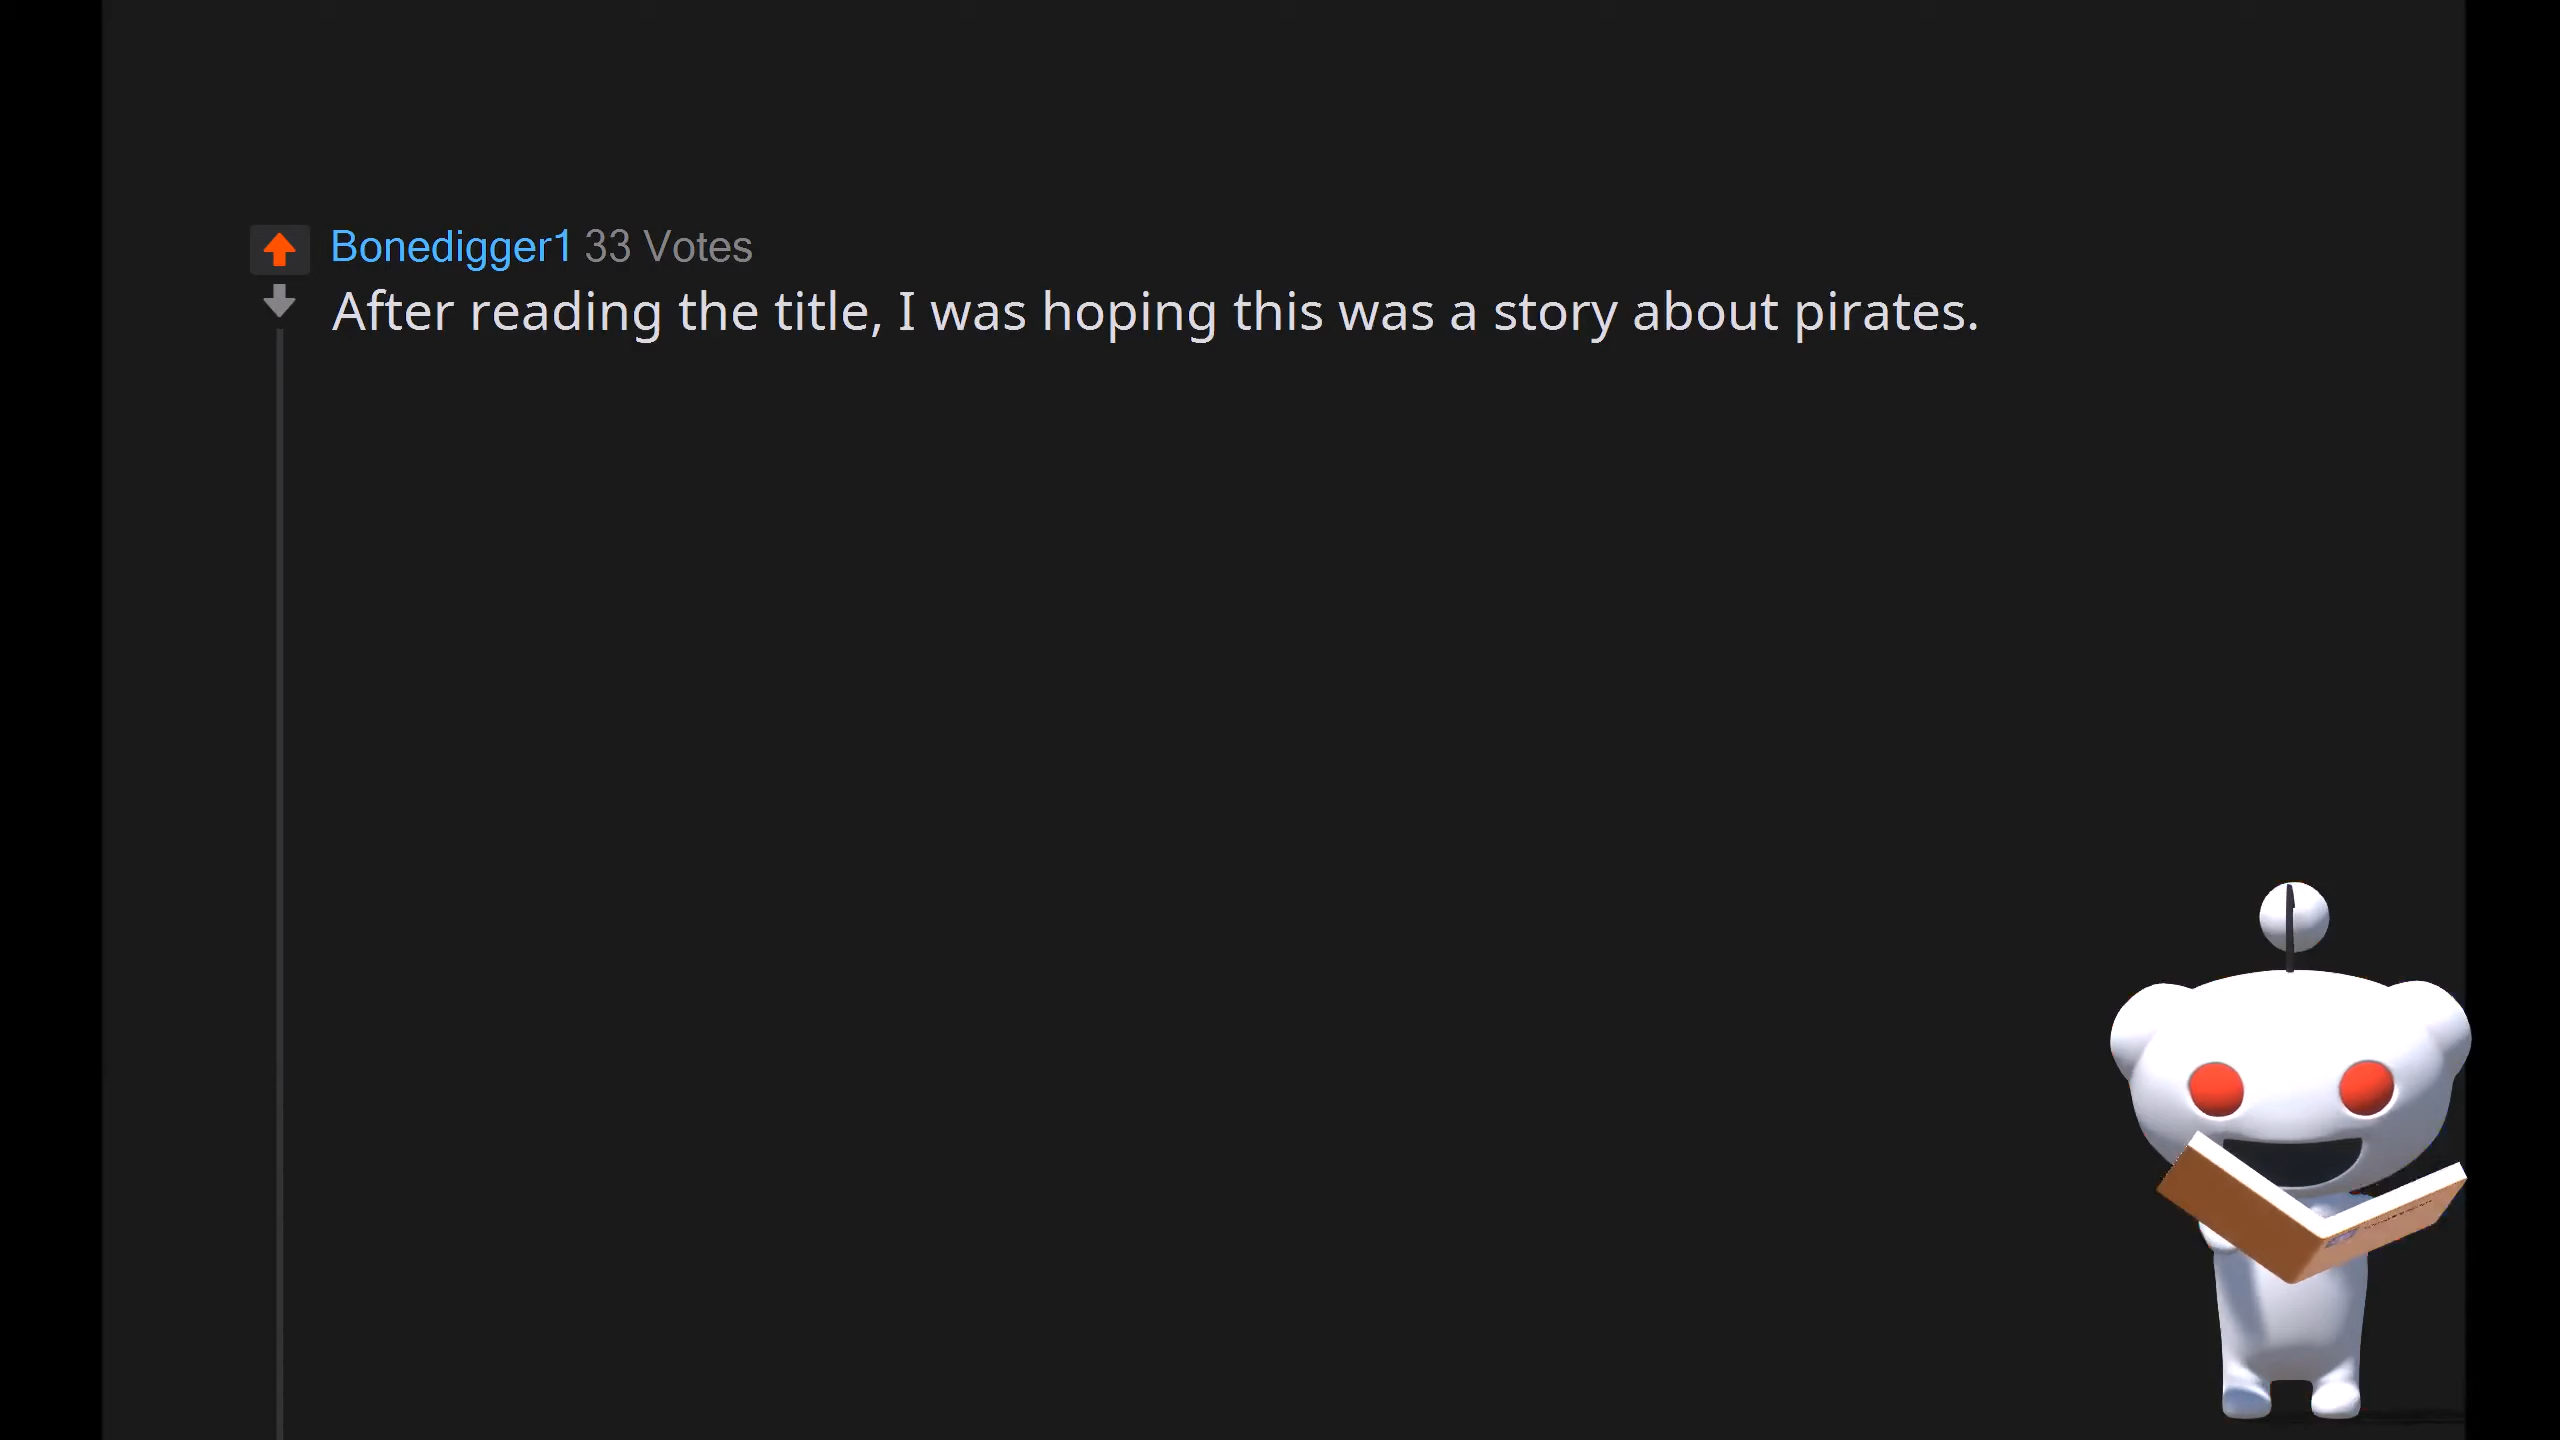 Bonedigger1 33 Votes
After reading the title, I was hoping this was a story about pirates.